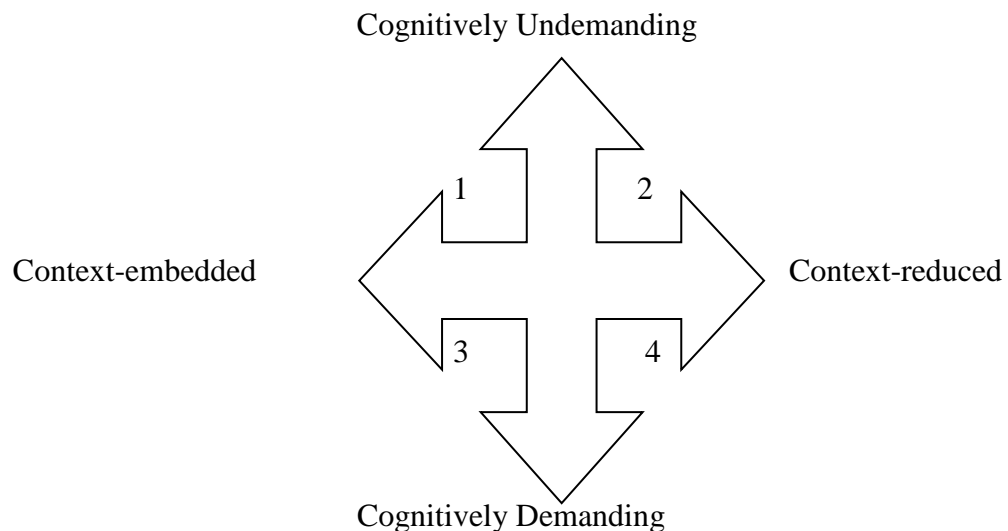 Cognitively Undemanding
1 2
Context-embedded Context-reduced
3 4
Cognitively Demanding